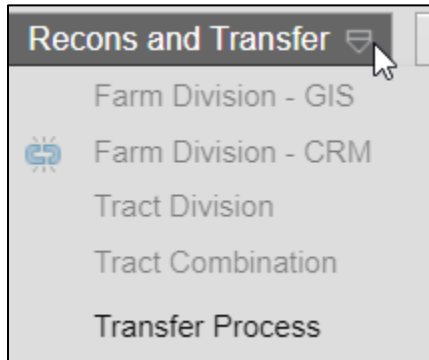 Recons and Transfer
Farm Division - GIS
Farm Division - CRM
Tract Division
Tract Combination
Transfer Process